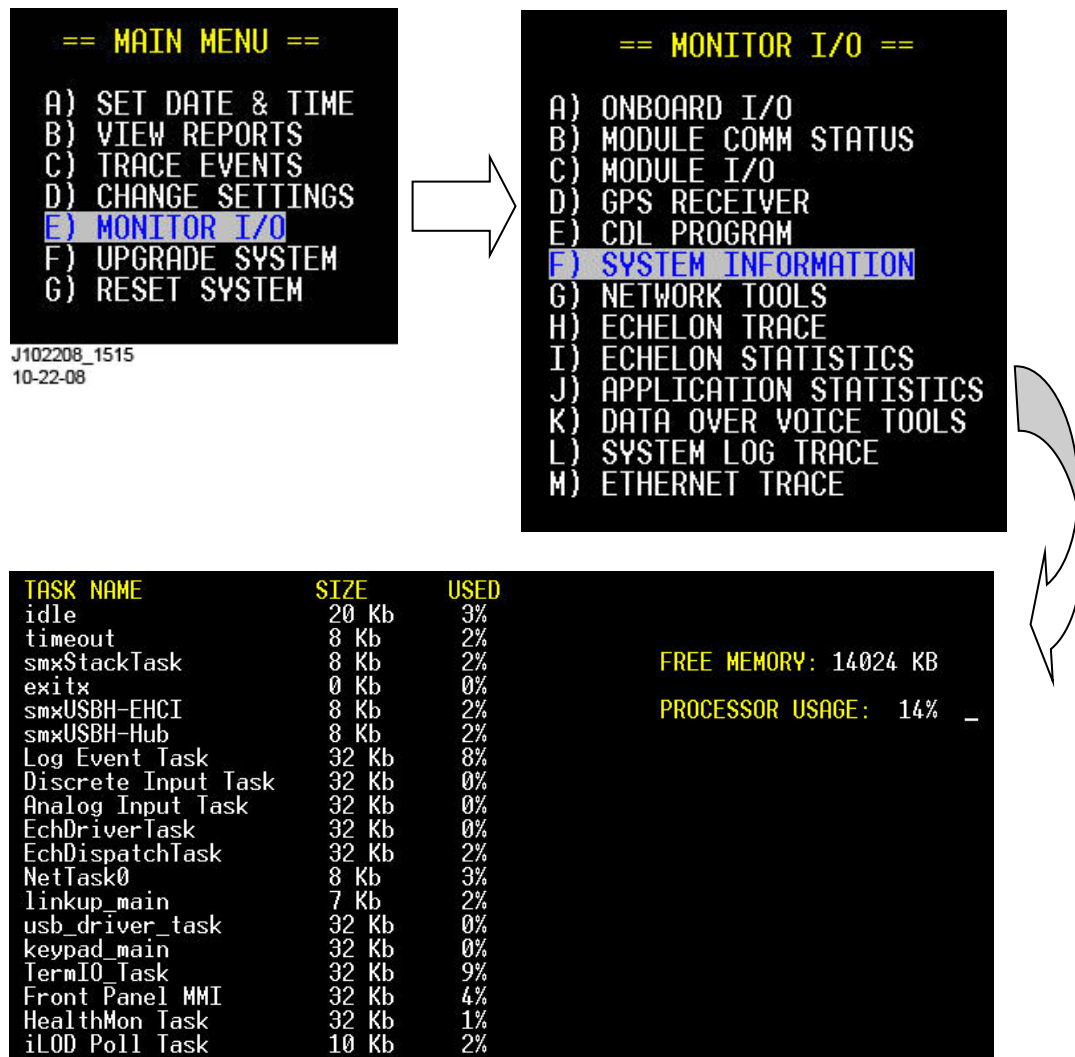 == MAIN MENU ==
A) SET DATE & TIME
B) VIEW REPORTS
C) TRACE EVENTS
D) CHANGE SETTINGS
E) MONITOR I/O
F) UPGRADE SYSTEM
G) RESET SYSTEM
J102208_1515
10-22-08
== MONITOR I/O ==
A) ONBOARD I/O
B) MODULE COMM STATUS
C) MODULE I/O
D) GPS RECEIVER
E) CDL PROGRAM
F) SYSTEM INFORMATION
G) NETWORK TOOLS
H) ECHELON TRACE
I) ECHELON STATISTICS
J) APPLICATION STATISTICS
K) DATA OVER VOICE TOOLS
L) SYSTEM LOG TRACE
M) ETHERNET TRACE
TASK NAME SIZE USED
idle 20 Kb 3%
timeout 8 Kb 2%
smxStackTask 8 Kb 2%
exitx 0 Kb 0%
smxUSBH-EHCI 8 Kb 2%
smxUSBH-Hub 8 Kb 2%
Log Event Task 32 Kb 8%
Discrete Input Task 32 Kb 0%
Analog Input Task 32 Kb 0%
EchDriverTask 32 Kb 0%
EchDispatchTask 32 Kb 2%
NetTask0 8 Kb 3%
linkup_main 7 Kb 2%
usb_driver_task 32 Kb 0%
keypad_main 32 Kb 0%
TermIO_Task 32 Kb 9%
Front Panel MMI 32 Kb 4%
HealthMon Task 32 Kb 1%
iLOD Poll Task 10 Kb 2%
FREE MEMORY: 14024 KB
PROCESSOR USAGE: 14% _